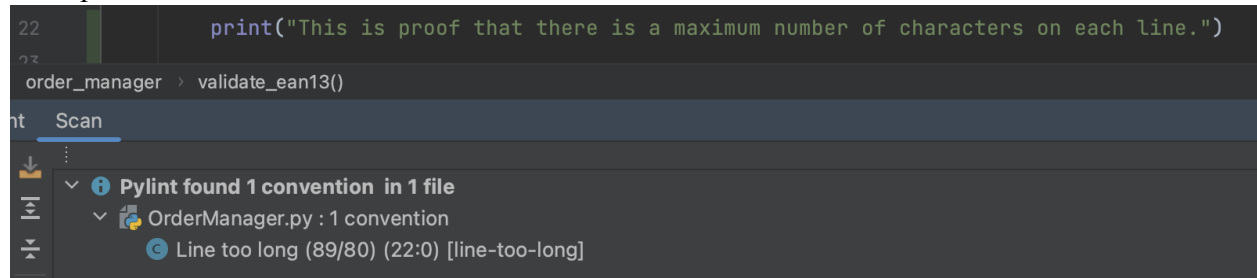 22 print("This is proof that there is a maximum number of characters on each line.")
23
order_manager › validate_ean13()
nt Scan
Pylint found 1 convention in 1 file
OrderManager.py : 1 convention
C Line too long (89/80) (22:0) [line-too-long]